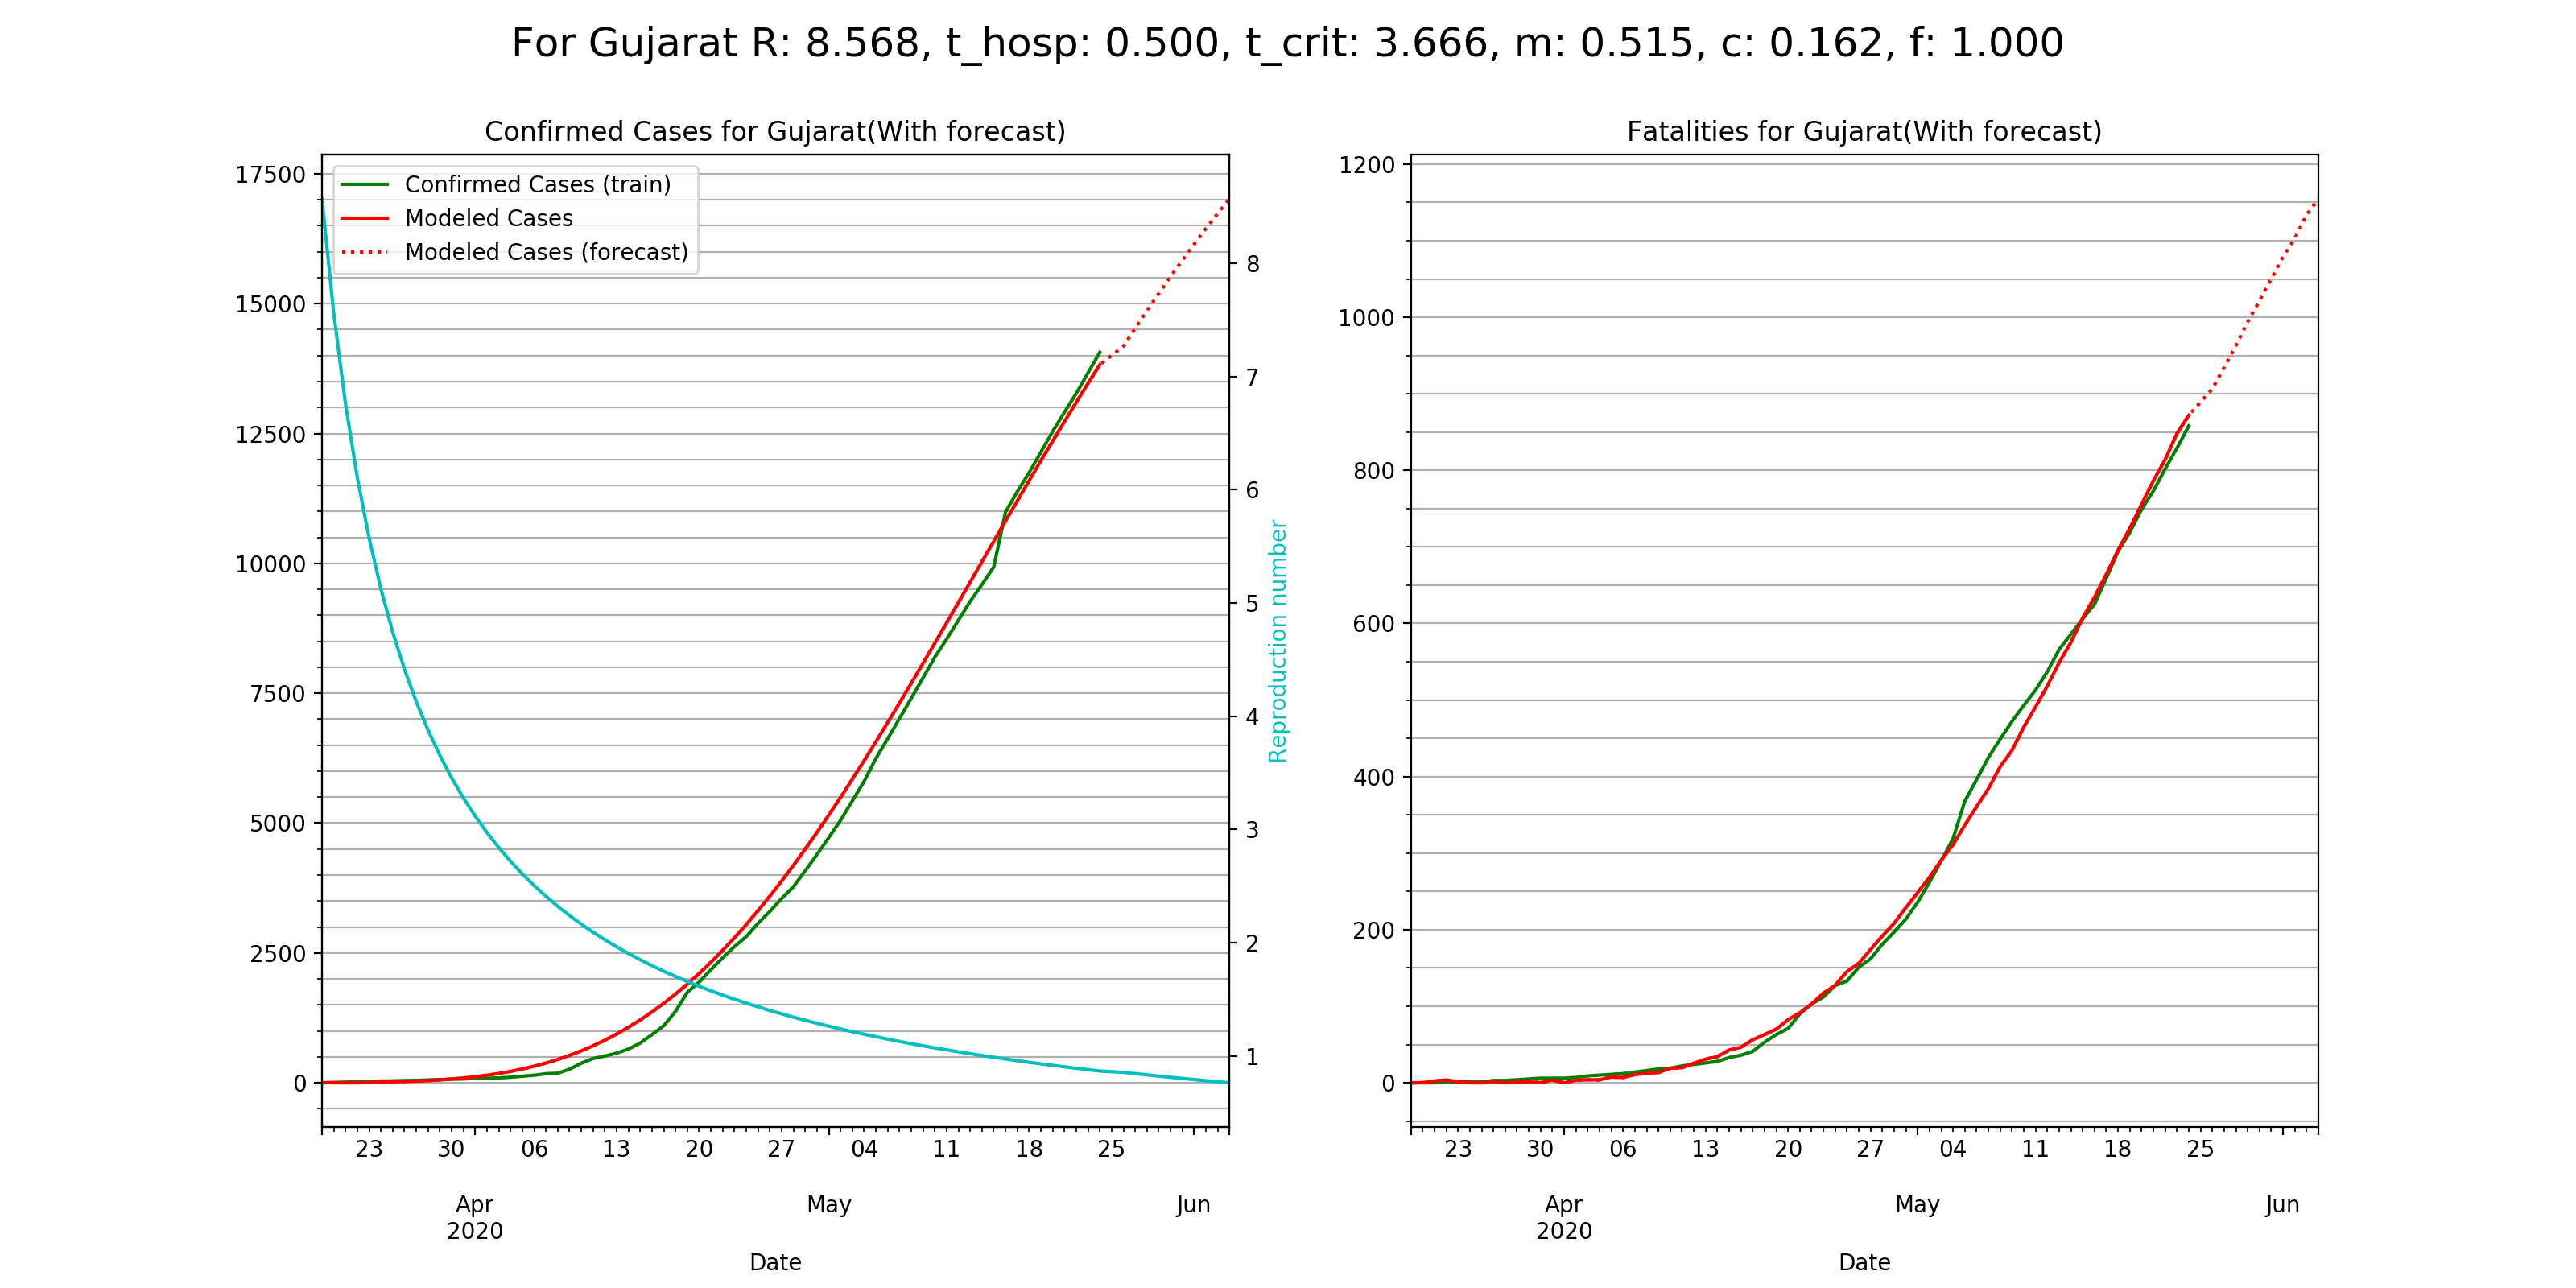 For Gujarat R: 8.568, t_hosp: 0.500, t_crit: 3.666, m: 0.515, c: 0.162, f: 1.000
Confirmed Cases for Gujarat(With forecast)
Confirmed Cases (train)
Modeled Cases
Modeled Cases (forecast)
17500
15000
12500
10000
7500
5000
2500
0
8
7
6
5
4
3
2
1
Reproduction number
23 30 06 13 20 27 04 11 18 25
Apr May Jun
2020
Date
Fatalities for Gujarat(With forecast)
1200
1000
800
600
400
200
0
23 30 06 13 20 27 04 11 18 25
Apr May Jun
2020
Date